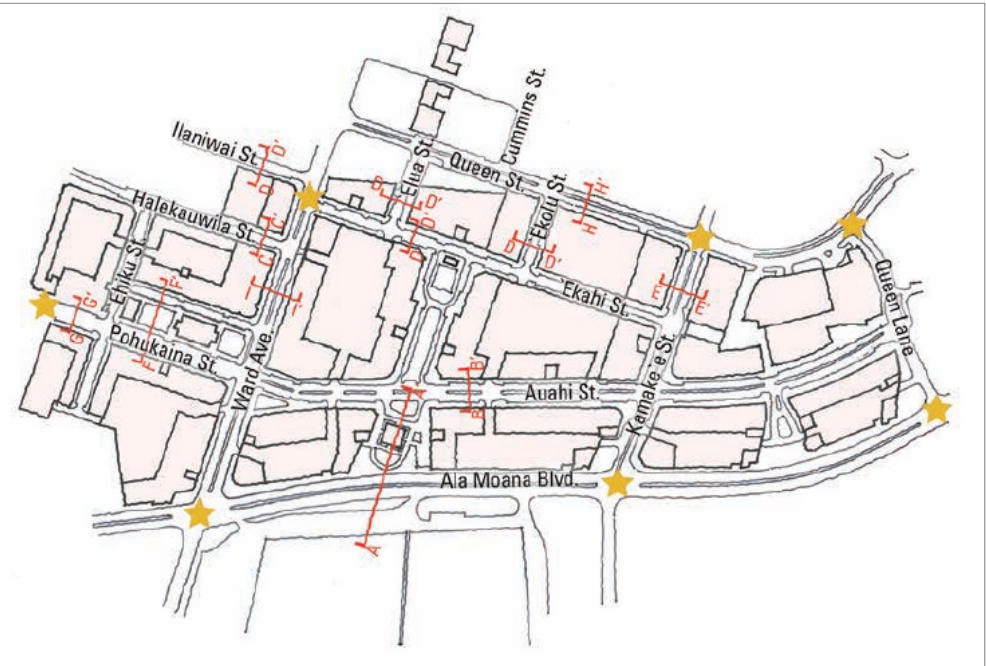 Ilaniwai St.
Cummins St.
Queen St.
Elua St.
'Ekolu St.
Halekauwila St.
Ehiku St.
'Ekahi St.
Queen Lane
Pohukaina St.
Ward Ave.
Auahi St.
Kamake'e St.
Ala Moana Blvd.
D'
D
H'
H
D
D'
D'
D
C'
C
D
D'
E
E'
F'
F
G'
G
I
I'
B'
B
A'
A